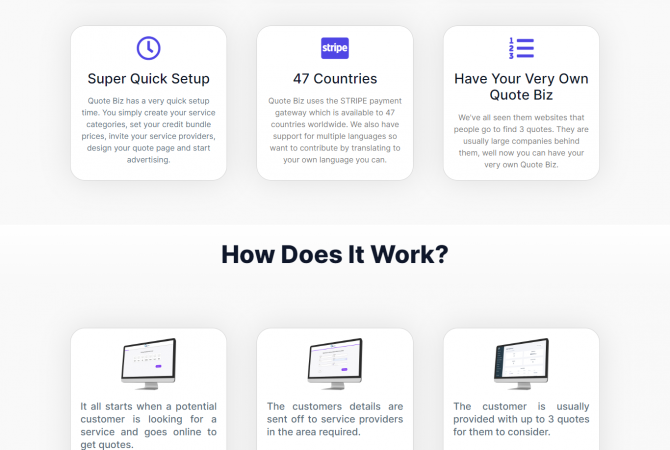 stripe
1
2
3
Super Quick Setup
Quote Biz has a very quick setup
time. You simply create your service
categories, set your credit bundle
prices, invite your service providers,
design your quote page and start
advertising.
47 Countries
Quote Biz uses the STRIPE payment
gateway which is available to 47
countries worldwide. We also have
support for multiple languages so
want to contribute by translating to
your own language you can.
Have Your Very Own
Quote Biz
We've all seen them websites that
people go to find 3 quotes. They are
usually large companies behind
them, well now you can have your
very own Quote Biz.
How Does It Work?
It all starts when a potential
customer is looking for a
service and goes online to
get quotes.
The customers details are
sent off to service providers
in the area required.
The customer is usually
provided with up to 3 quotes
for them to consider.